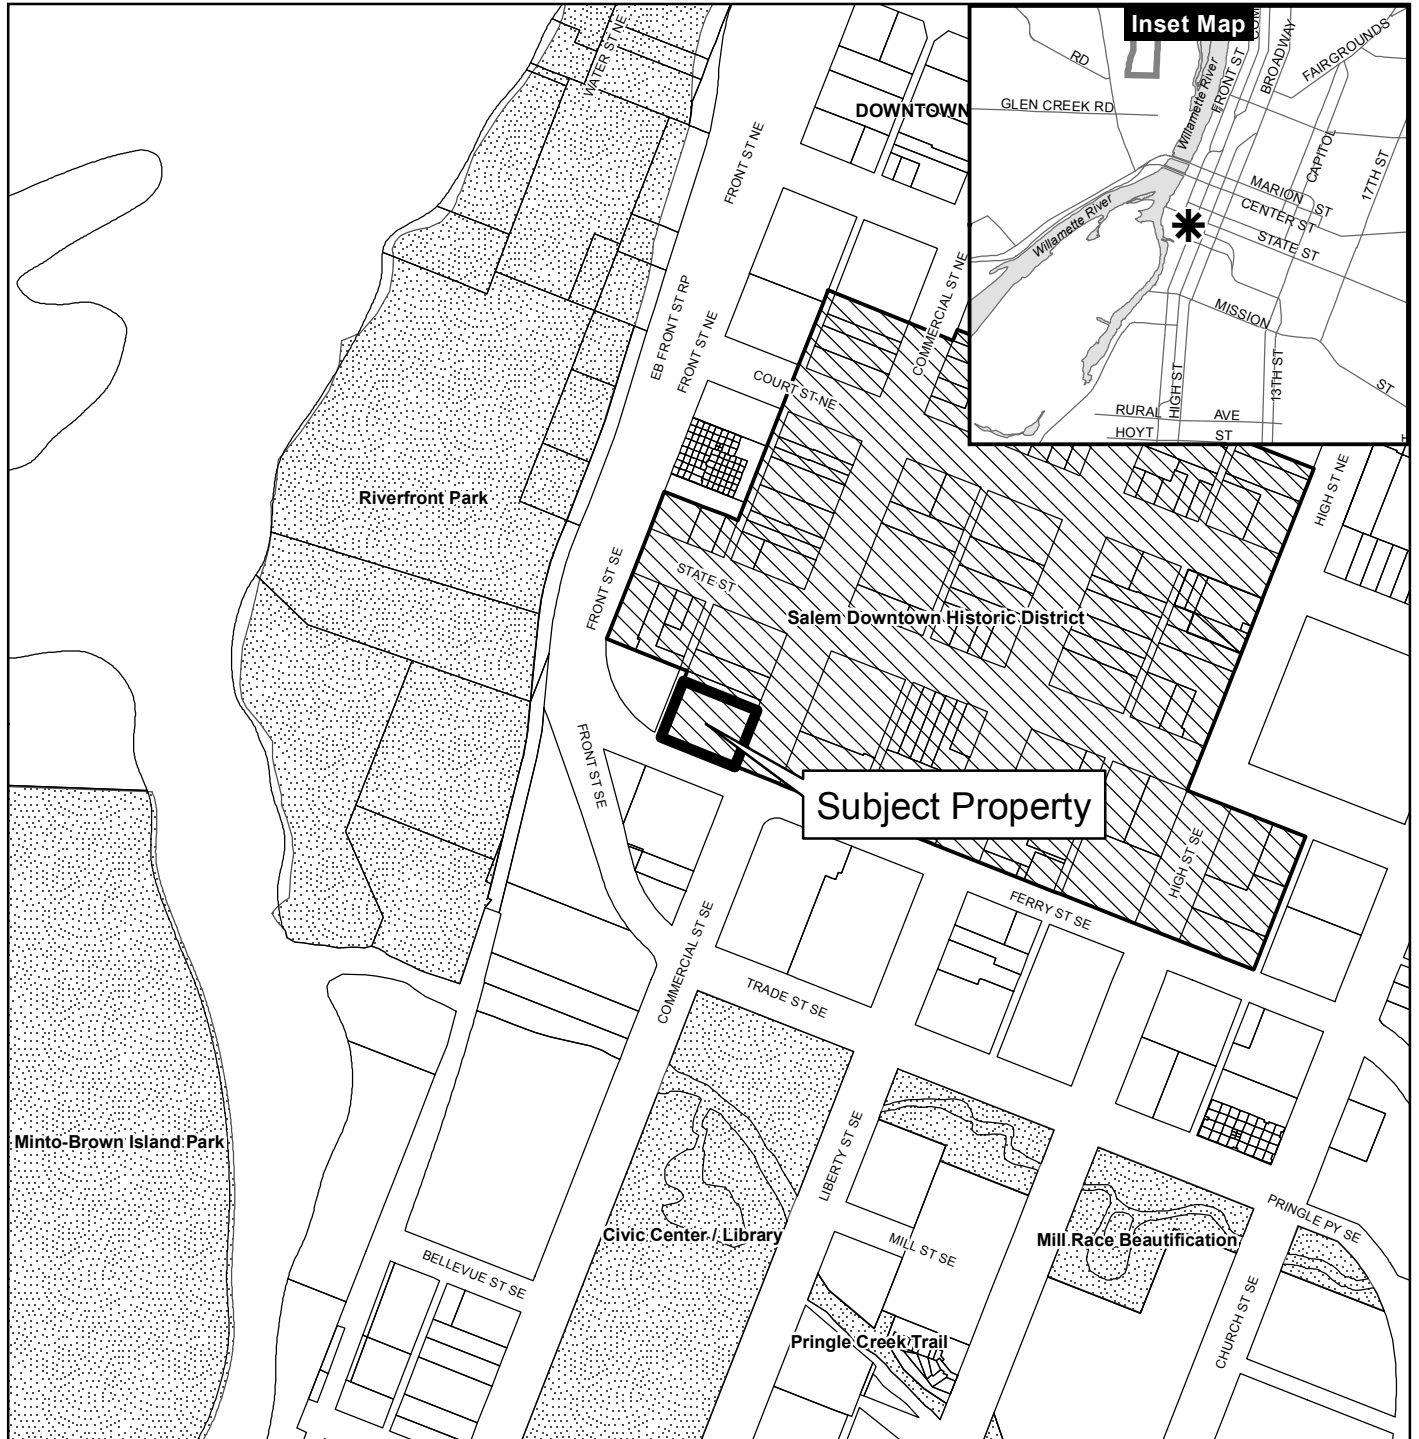 Inset Map
WATER ST NE
DOWNTOWN
FRONT ST NE
EB FRONT ST RP
FRONT ST NE
COMMERCIAL ST NE
COURT ST NE
RD
GLEN CREEK RD
Willamette River
FRONT ST
BROADWAY
FAIRGROUNDS
CAPITOL
17TH ST
MARION ST
CENTER ST
STATE ST
Willamette River
MISSION
ST
13TH ST
HIGH ST
RURAL AVE
HOYT ST
Riverfront Park
HIGH ST NE
FRONT ST SE
STATE ST
Salem Downtown Historic District
FRONT ST SE
Subject Property
HIGH ST SE
FERRY ST SE
COMMERCIAL ST SE
TRADE ST SE
Minto-Brown Island Park
LIBERTY ST SE
Civic Center / Library
MILL ST SE
Mill Race Beautification
PRINGLE PY SE
BELLEVUE ST SE
Pringle Creek Trail
CHURCH ST SE